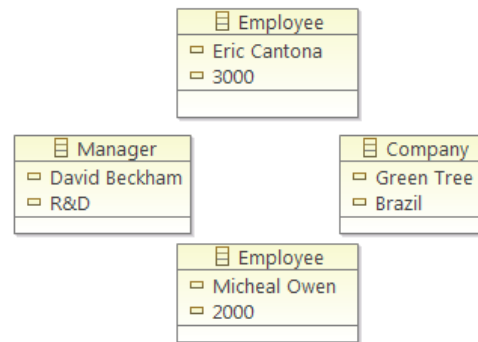 Employee
Eric Cantona
3000
Manager
David Beckham
R&D
Company
Green Tree
Brazil
Employee
Micheal Owen
2000